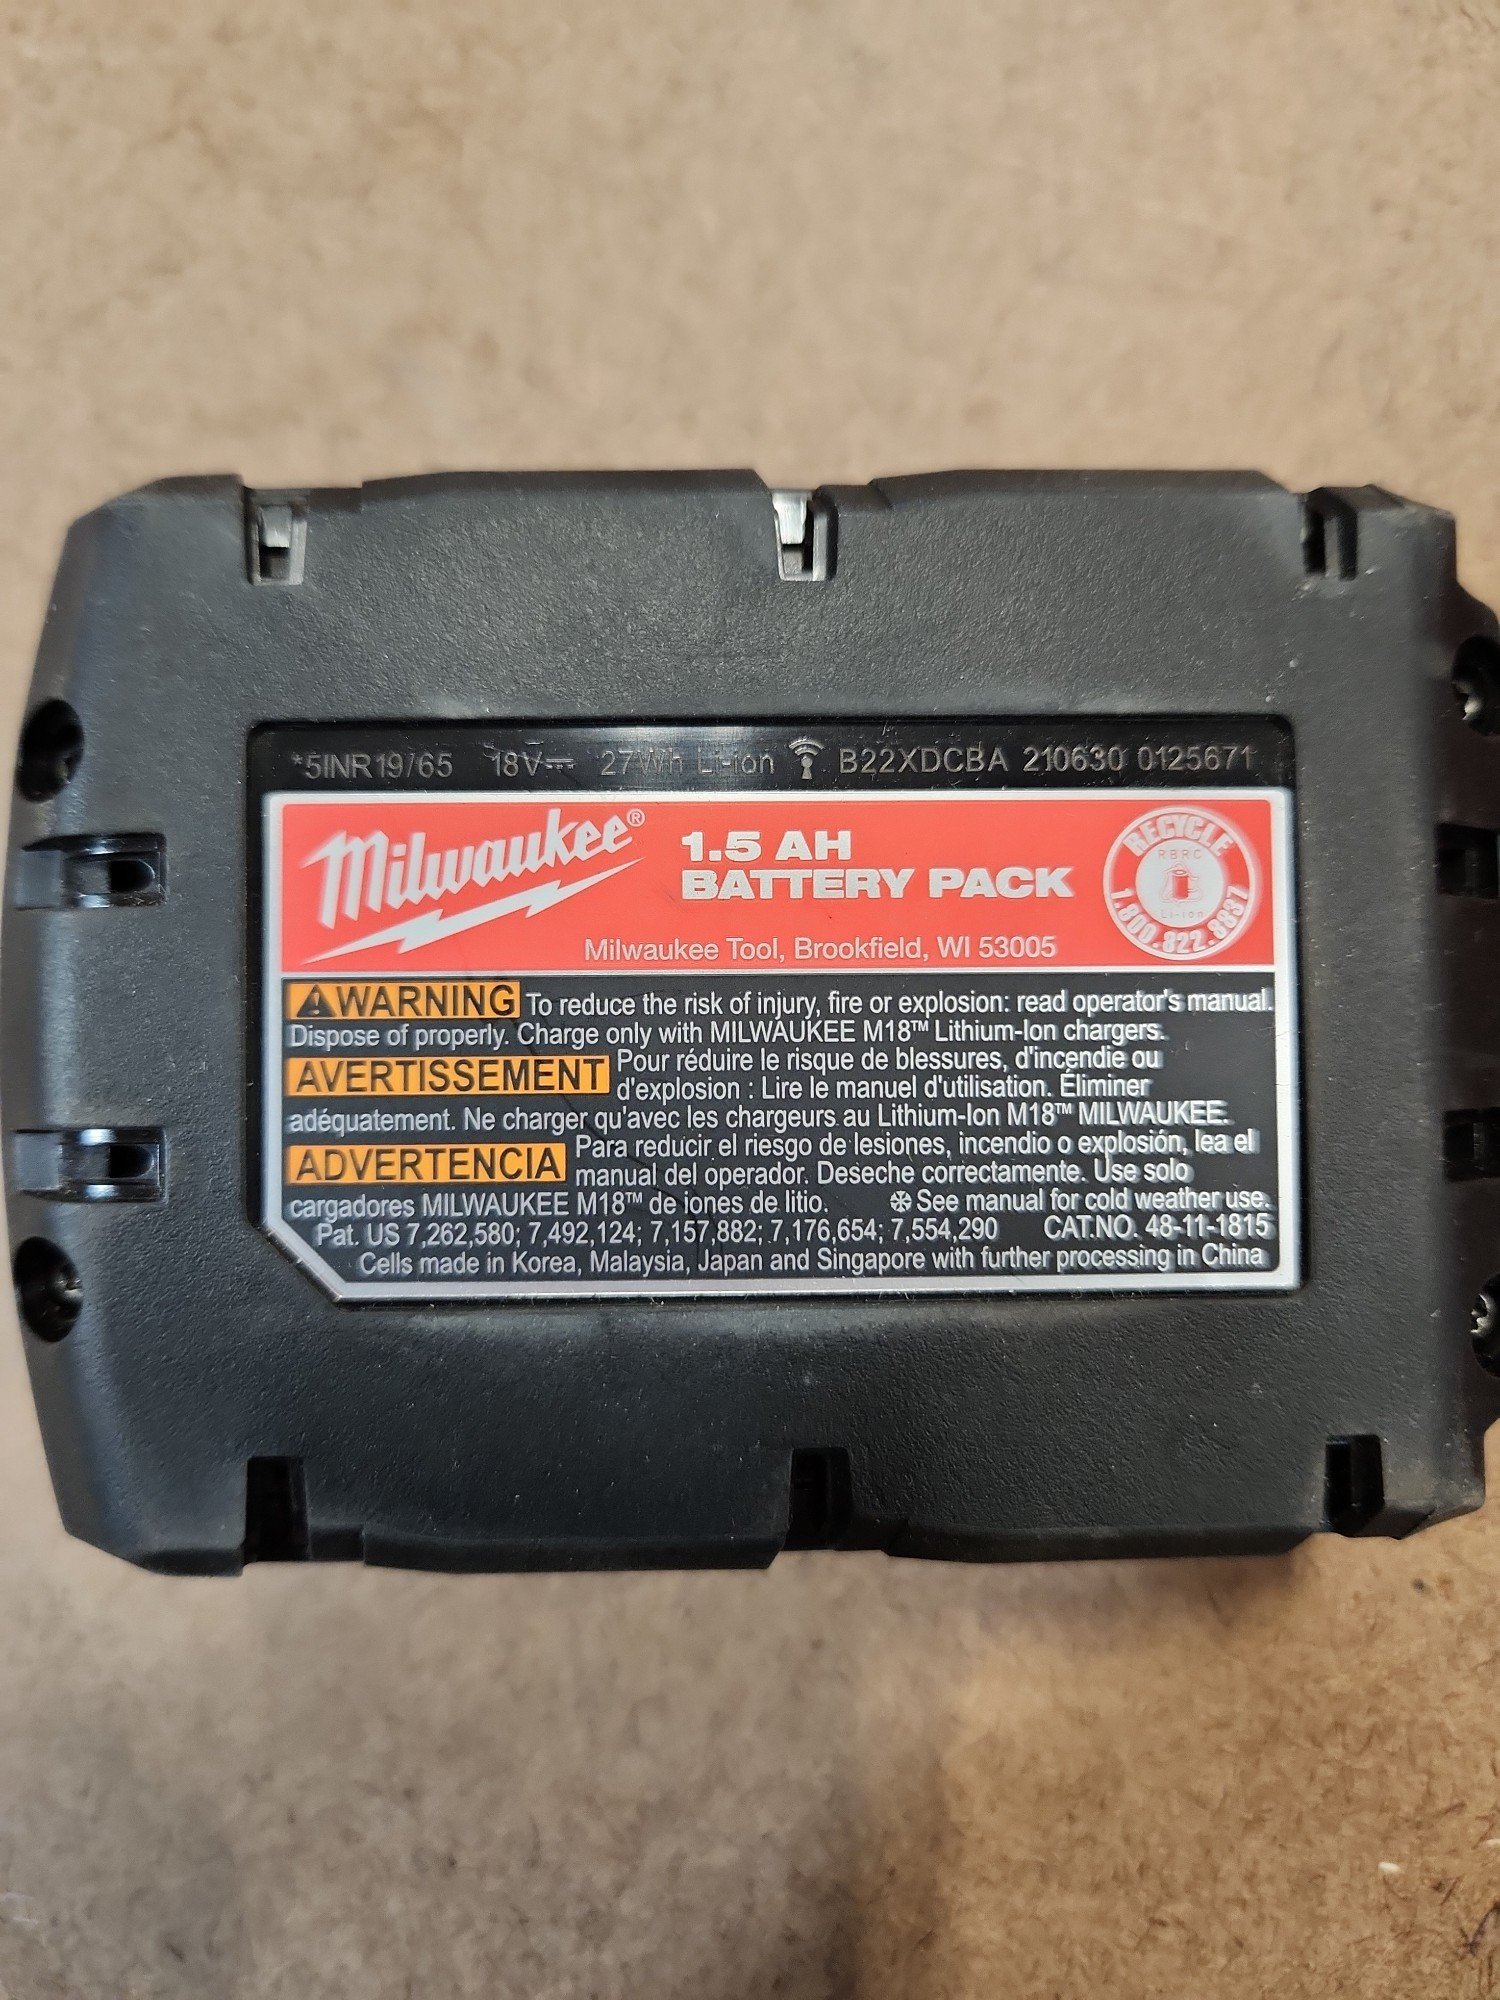 *5INR19/65 18V⎓ 27Wh Li-ion B22XDCBA 210630 0125671
Milwaukee®
1.5 AH
BATTERY PACK
Milwaukee Tool, Brookfield, WI 53005
RECYCLE
RBRC
Li-ion
1.800.822.8837
WARNING To reduce the risk of injury, fire or explosion: read operator's manual.
Dispose of properly. Charge only with MILWAUKEE M18™ Lithium-Ion chargers.
AVERTISSEMENT Pour réduire le risque de blessures, d'incendie ou
d'explosion : Lire le manuel d'utilisation. Éliminer
adéquatement. Ne charger qu'avec les chargeurs au Lithium-Ion M18™ MILWAUKEE.
ADVERTENCIA Para reducir el riesgo de lesiones, incendio o explosión, lea el
manual del operador. Deseche correctamente. Use solo
cargadores MILWAUKEE M18™ de iones de litio. ❄ See manual for cold weather use.
Pat. US 7,262,580; 7,492,124; 7,157,882; 7,176,654; 7,554,290 CAT.NO. 48-11-1815
Cells made in Korea, Malaysia, Japan and Singapore with further processing in China